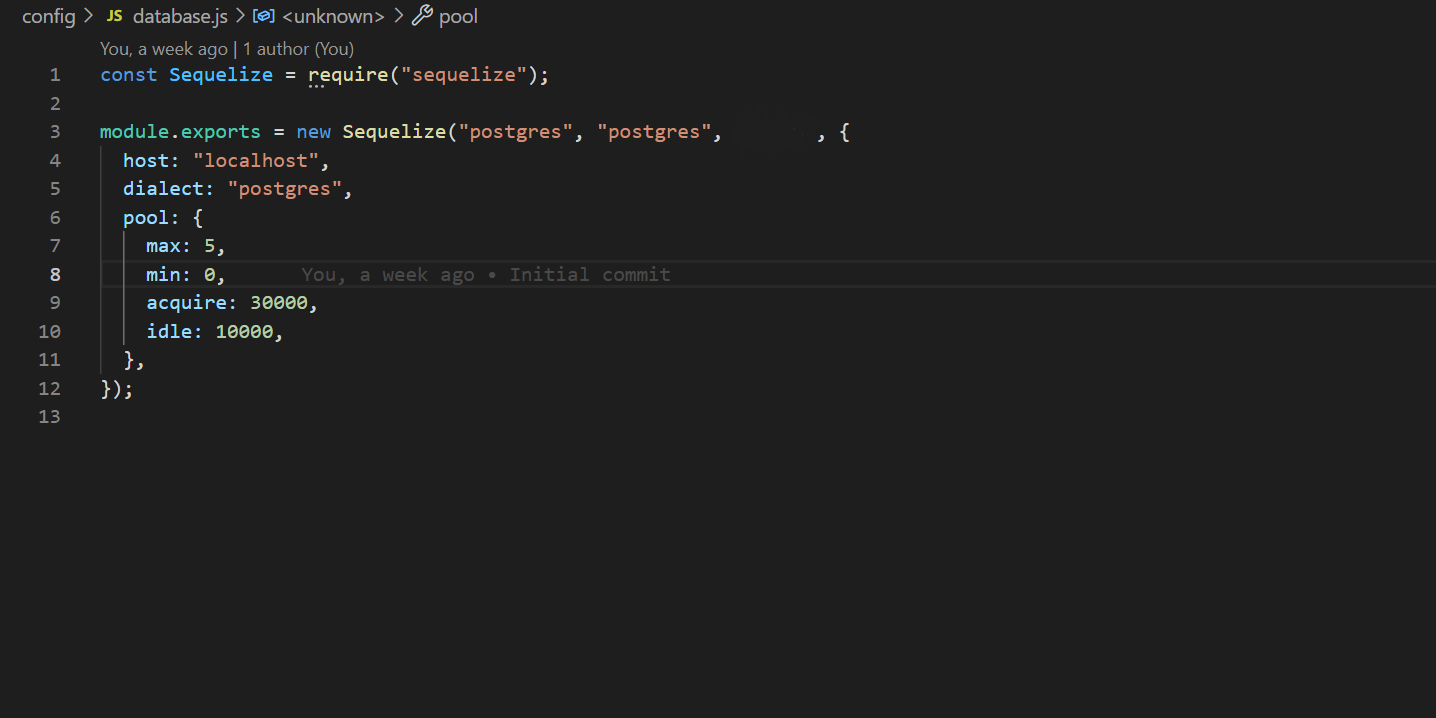 config > JS database.js > <unknown> > pool
You, a week ago | 1 author (You)
1 const Sequelize = require("sequelize");
2
3 module.exports = new Sequelize("postgres", "postgres", , {
4 host: "localhost",
5 dialect: "postgres",
6 pool: {
7 max: 5,
8 min: 0, You, a week ago • Initial commit
9 acquire: 30000,
10 idle: 10000,
11 },
12 });
13